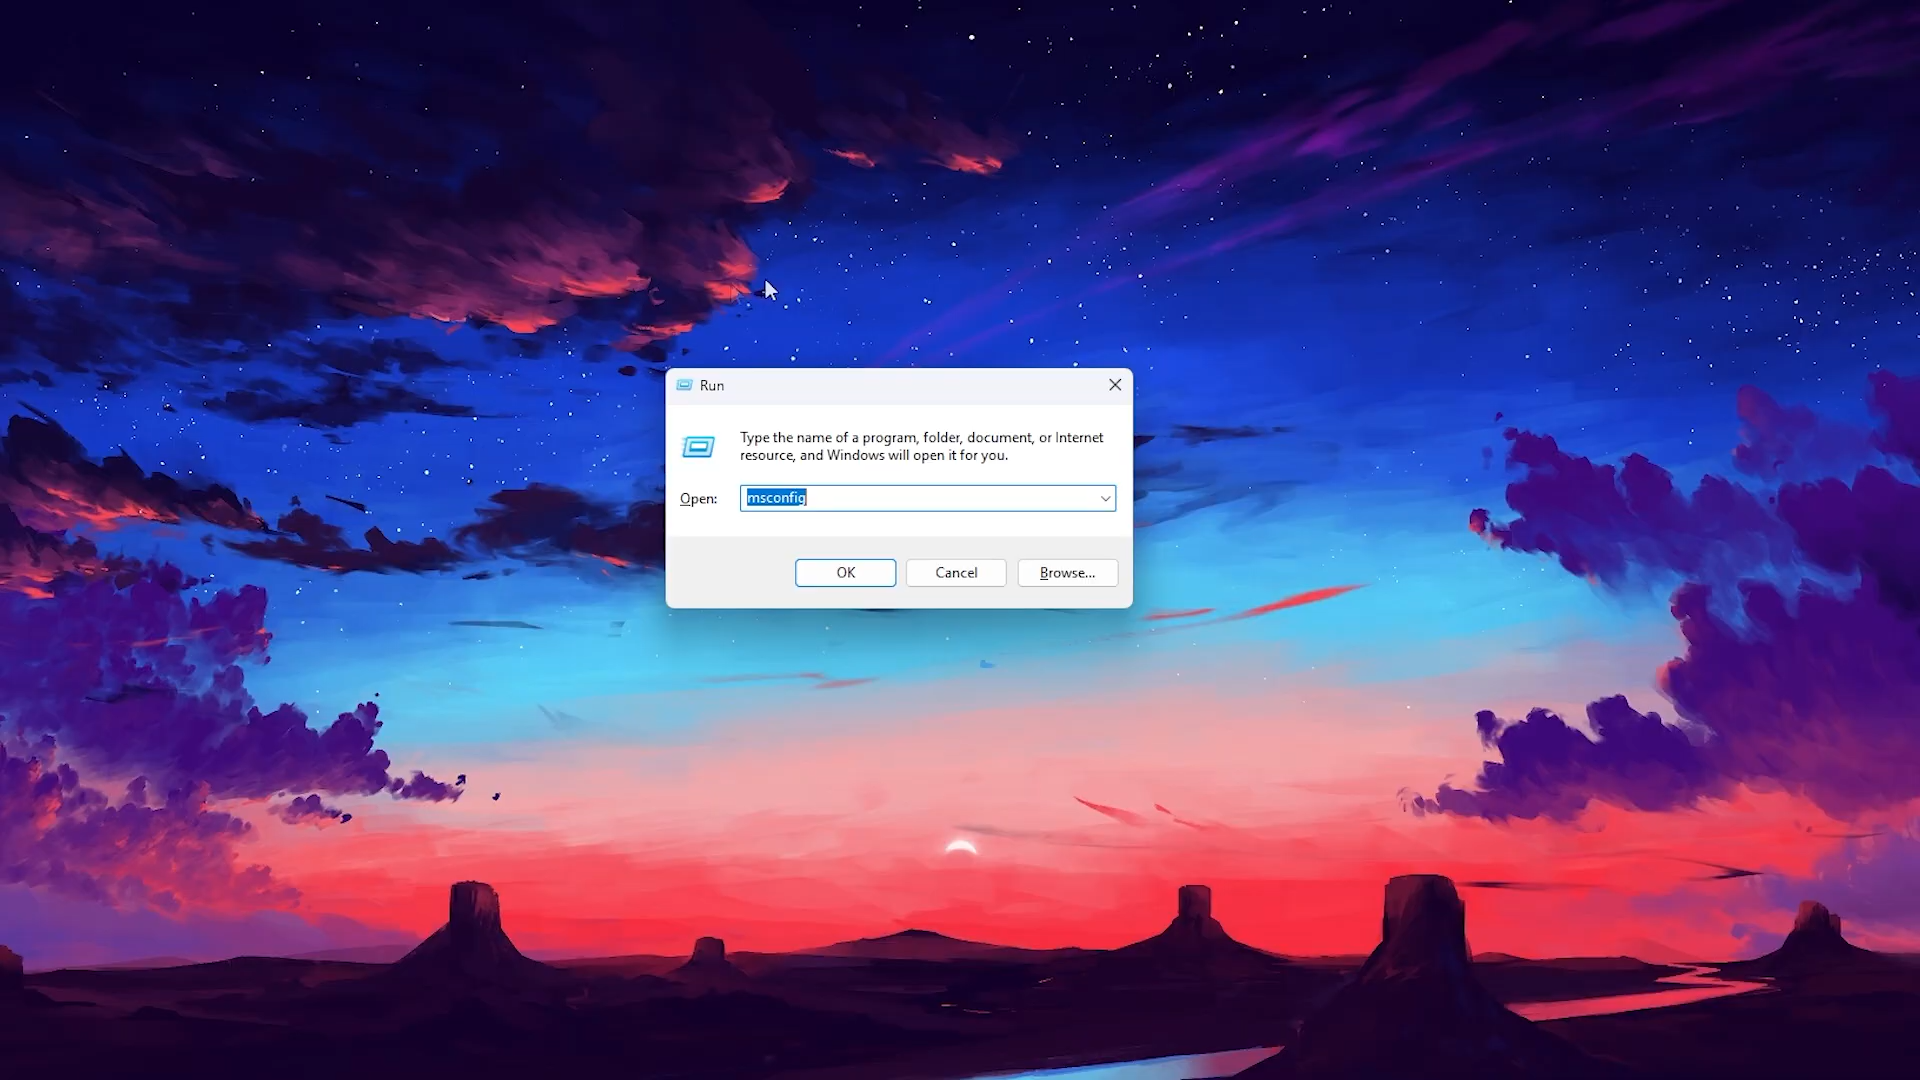 Run
Type the name of a program, folder, document, or Internet
resource, and Windows will open it for you.
Open: msconfig
OK Cancel Browse...